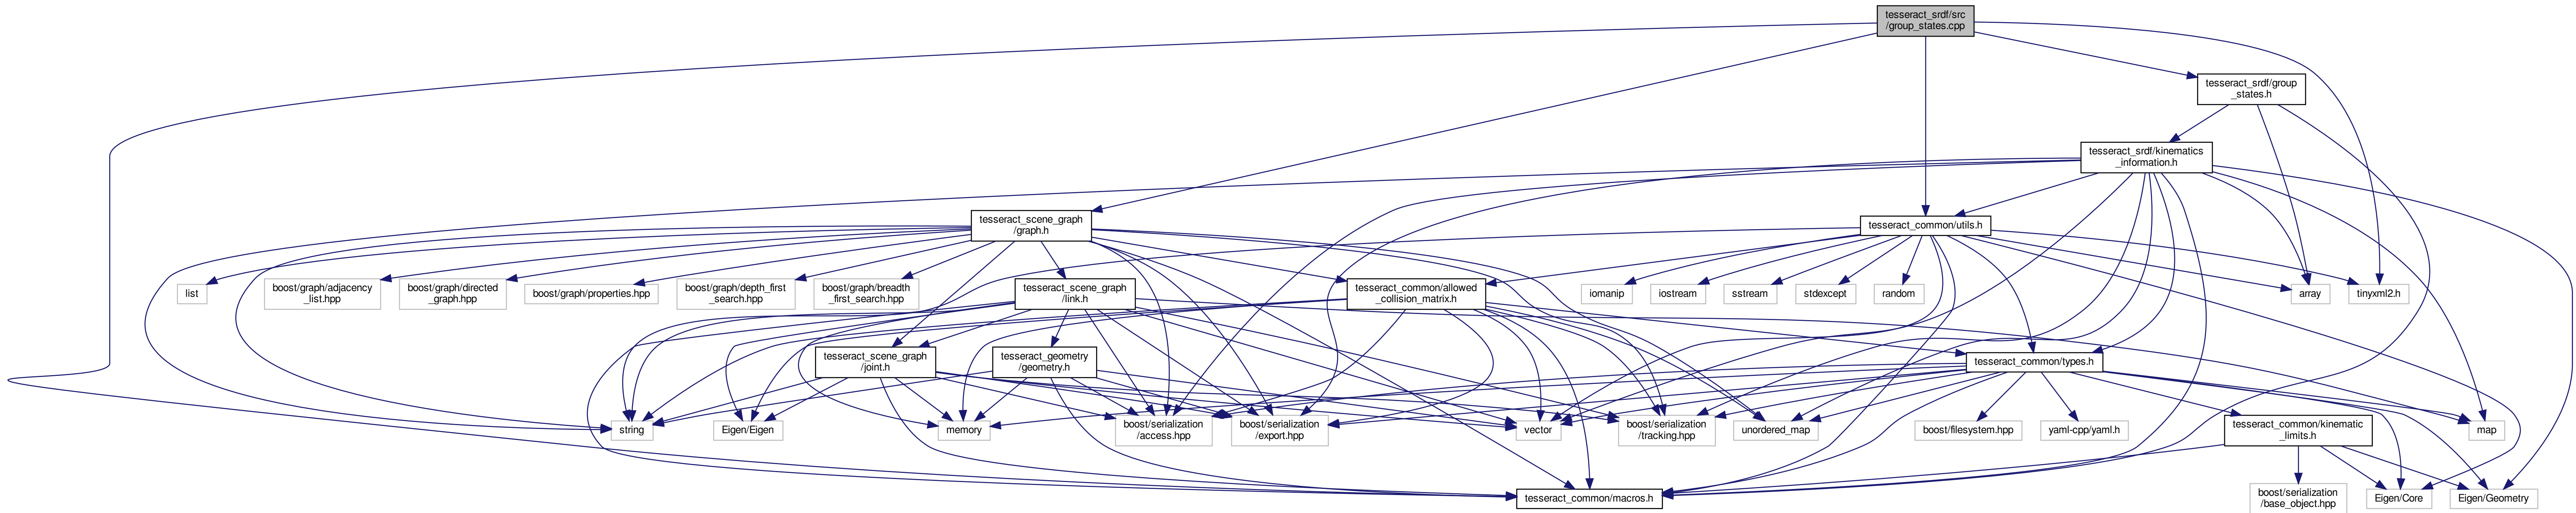 tesseract_srdf/src
/group_states.cpp
tesseract_srdf/group
_states.h
tesseract_srdf/kinematics
_information.h
tesseract_scene_graph
/graph.h
tesseract_common/utils.h
list
boost/graph/adjacency
_list.hpp
boost/graph/directed
_graph.hpp
boost/graph/properties.hpp
boost/graph/depth_first
_search.hpp
boost/graph/breadth
_first_search.hpp
tesseract_scene_graph
/link.h
tesseract_common/allowed
_collision_matrix.h
iomanip
iostream
sstream
stdexcept
random
array
tinyxml2.h
tesseract_scene_graph
/joint.h
tesseract_geometry
/geometry.h
tesseract_common/types.h
string
Eigen/Eigen
memory
boost/serialization
/access.hpp
boost/serialization
/export.hpp
vector
boost/serialization
/tracking.hpp
unordered_map
boost/filesystem.hpp
yaml-cpp/yaml.h
tesseract_common/kinematic
_limits.h
map
tesseract_common/macros.h
boost/serialization
/base_object.hpp
Eigen/Core
Eigen/Geometry